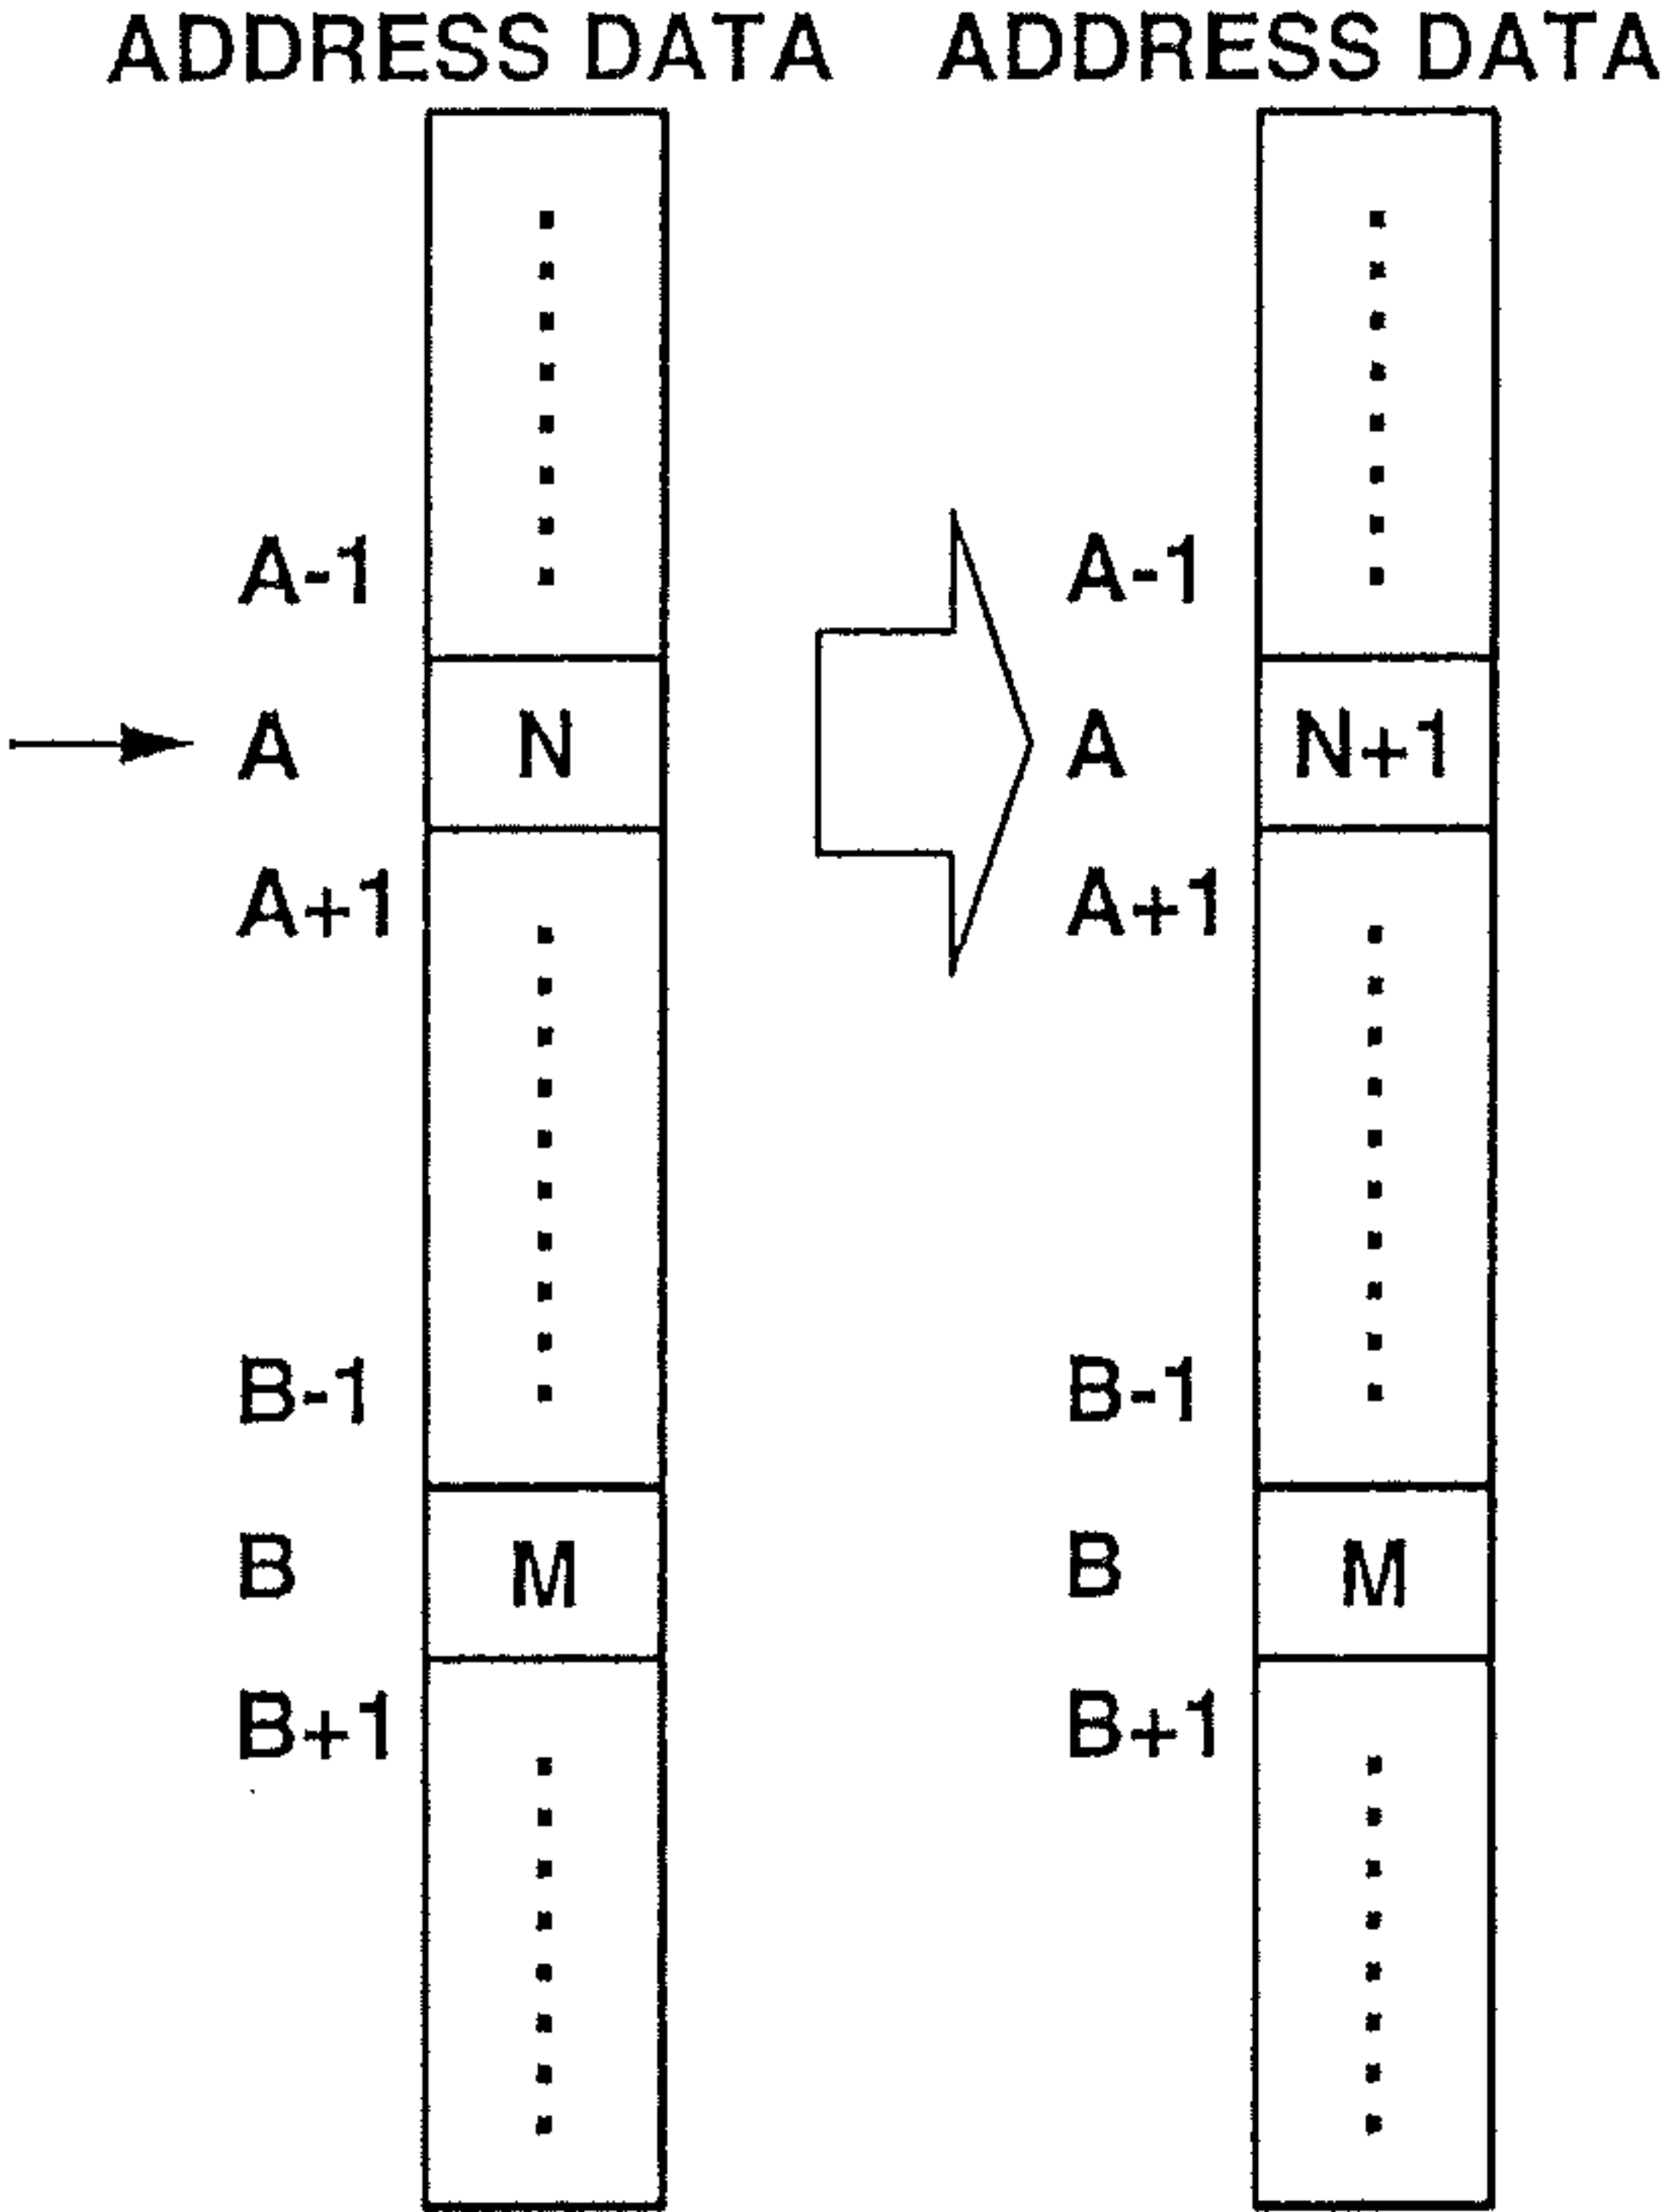 ADDRESS DATA ADDRESS DATA
A-1 A-1
A N A N+1
A+1 A+1
B-1 B-1
B M B M
B+1 B+1